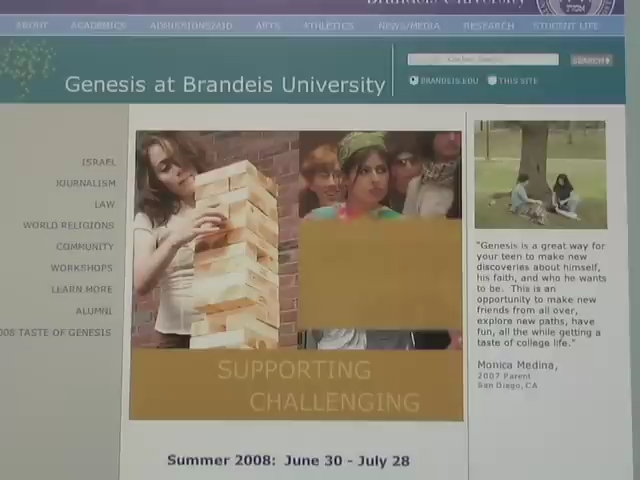 Brandeis University
ABOUT ACADEMICS ADMISSIONS/AID ARTS ATHLETICS NEWS/MEDIA RESEARCH STUDENT LIFE
Genesis at Brandeis University
SEARCH
BRANDEIS.EDU THIS SITE
ISRAEL
JOURNALISM
LAW
WORLD RELIGIONS
COMMUNITY
WORKSHOPS
LEARN MORE
ALUMNI
008 TASTE OF GENESIS
SUPPORTING
CHALLENGING
Summer 2008: June 30 - July 28
"Genesis is a great way for
your teen to make new
discoveries about himself,
his faith, and who he wants
to be. This is an
opportunity to make new
friends from all over,
explore new paths, have
fun, all the while getting a
taste of college life."
Monica Medina,
2007 Parent
San Diego, CA